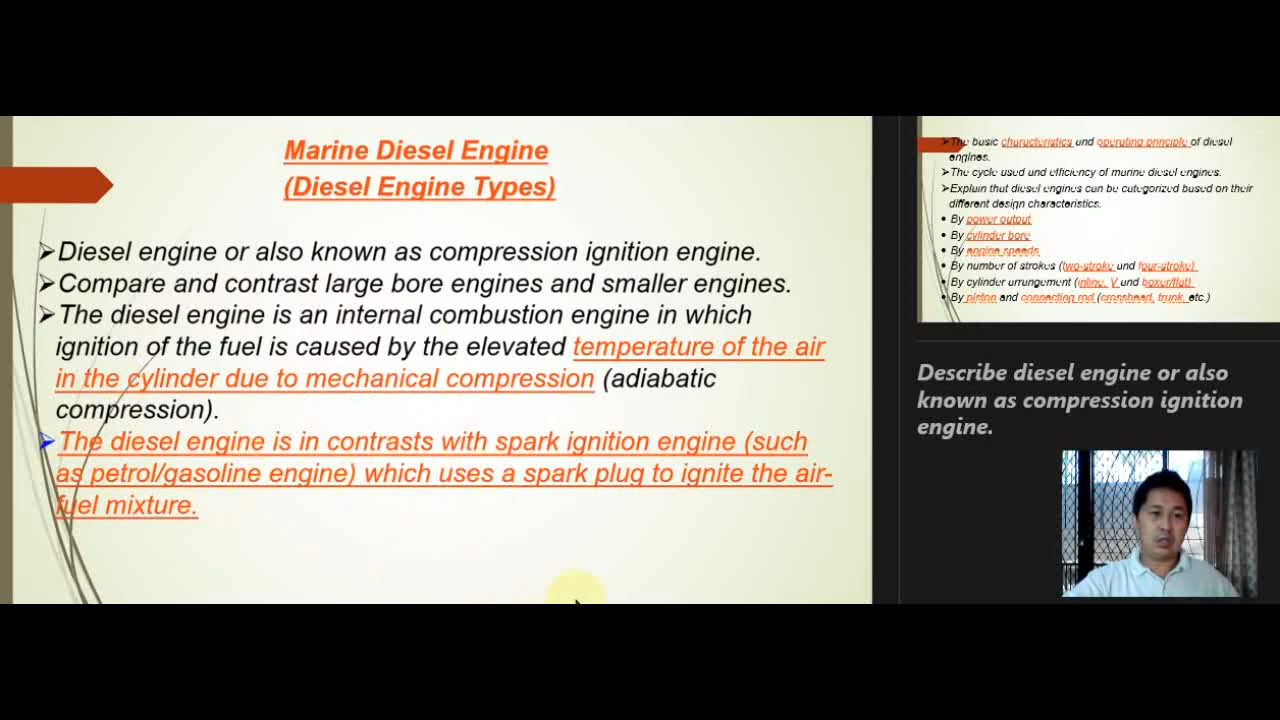 Marine Diesel Engine
(Diesel Engine Types)
Diesel engine or also known as compression ignition engine.
Compare and contrast large bore engines and smaller engines.
The diesel engine is an internal combustion engine in which
ignition of the fuel is caused by the elevated temperature of the air
in the cylinder due to mechanical compression (adiabatic
compression).
The diesel engine is in contrasts with spark ignition engine (such
as petrol/gasoline engine) which uses a spark plug to ignite the air-
fuel mixture.
The basic characteristics and operating principle of diesel
engines.
The cycle used and efficiency of marine diesel engines.
Explain that diesel engines can be categorized based on their
different design characteristics.
• By power output
• By cylinder bore
• By engine speeds
• By number of strokes (two-stroke and four-stroke)
• By cylinder arrangement (inline, V and boxer/flat)
• By piston and connecting rod (crosshead, trunk, etc.)
Describe diesel engine or also
known as compression ignition
engine.